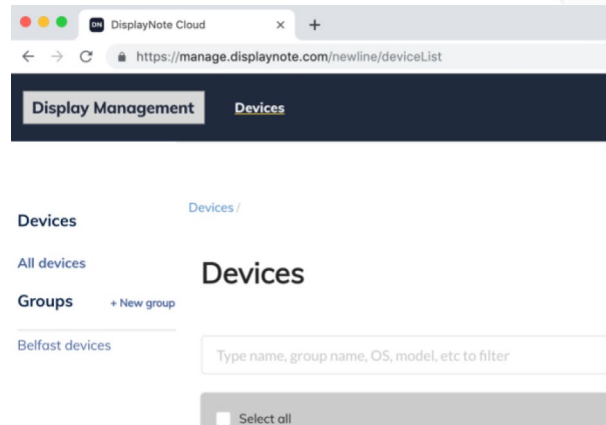 DN DisplayNote Cloud
https://manage.displaynote.com/newline/deviceList
Display Management Devices
Devices /
Devices
All devices
Devices
Groups + New group
Belfast devices
Type name, group name, OS, model, etc to filter
Select all